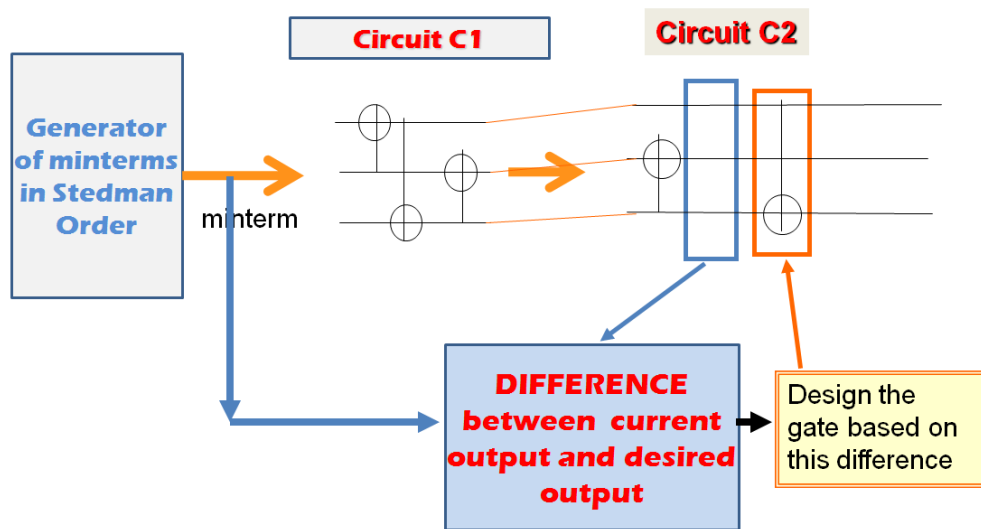 Circuit C1
Circuit C2
Generator
of minterms
in Stedman
Order
minterm
DIFFERENCE
between current
output and desired
output
Design the
gate based on
this difference